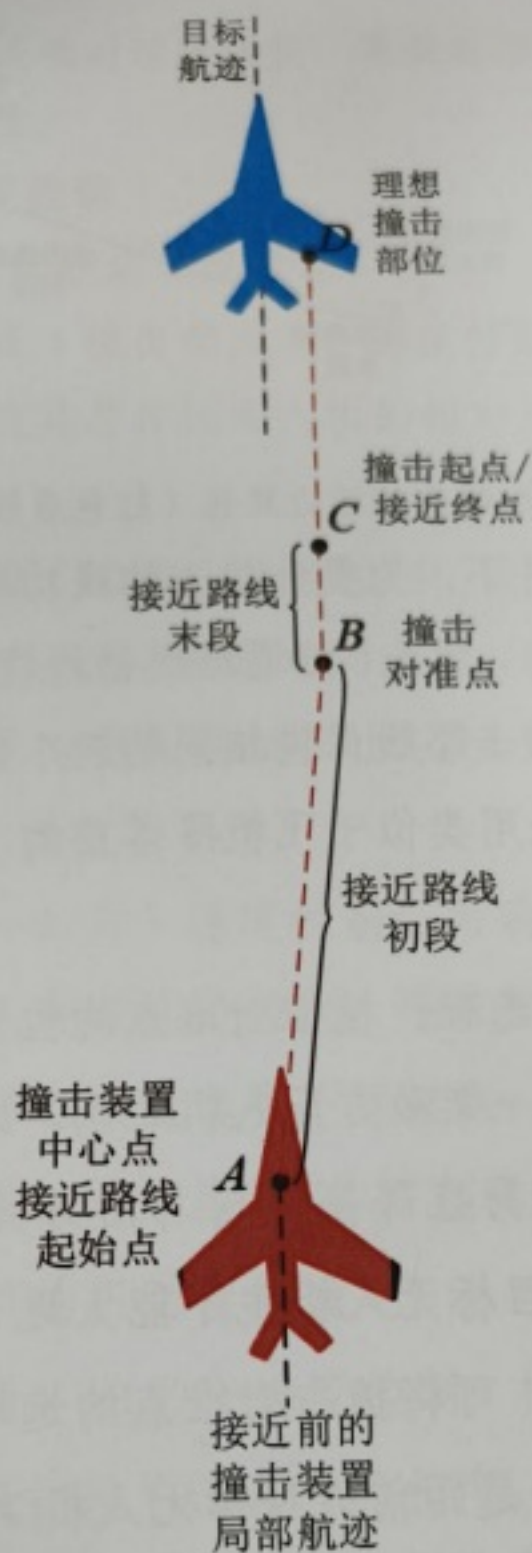 目标
航迹
D
理想
撞击
部位
撞击起点/
C
接近终点
接近路线
末段
B
撞击
对准点
接近路线
初段
撞击装置
中心点
A
接近路线
起始点
接近前的
撞击装置
局部航迹